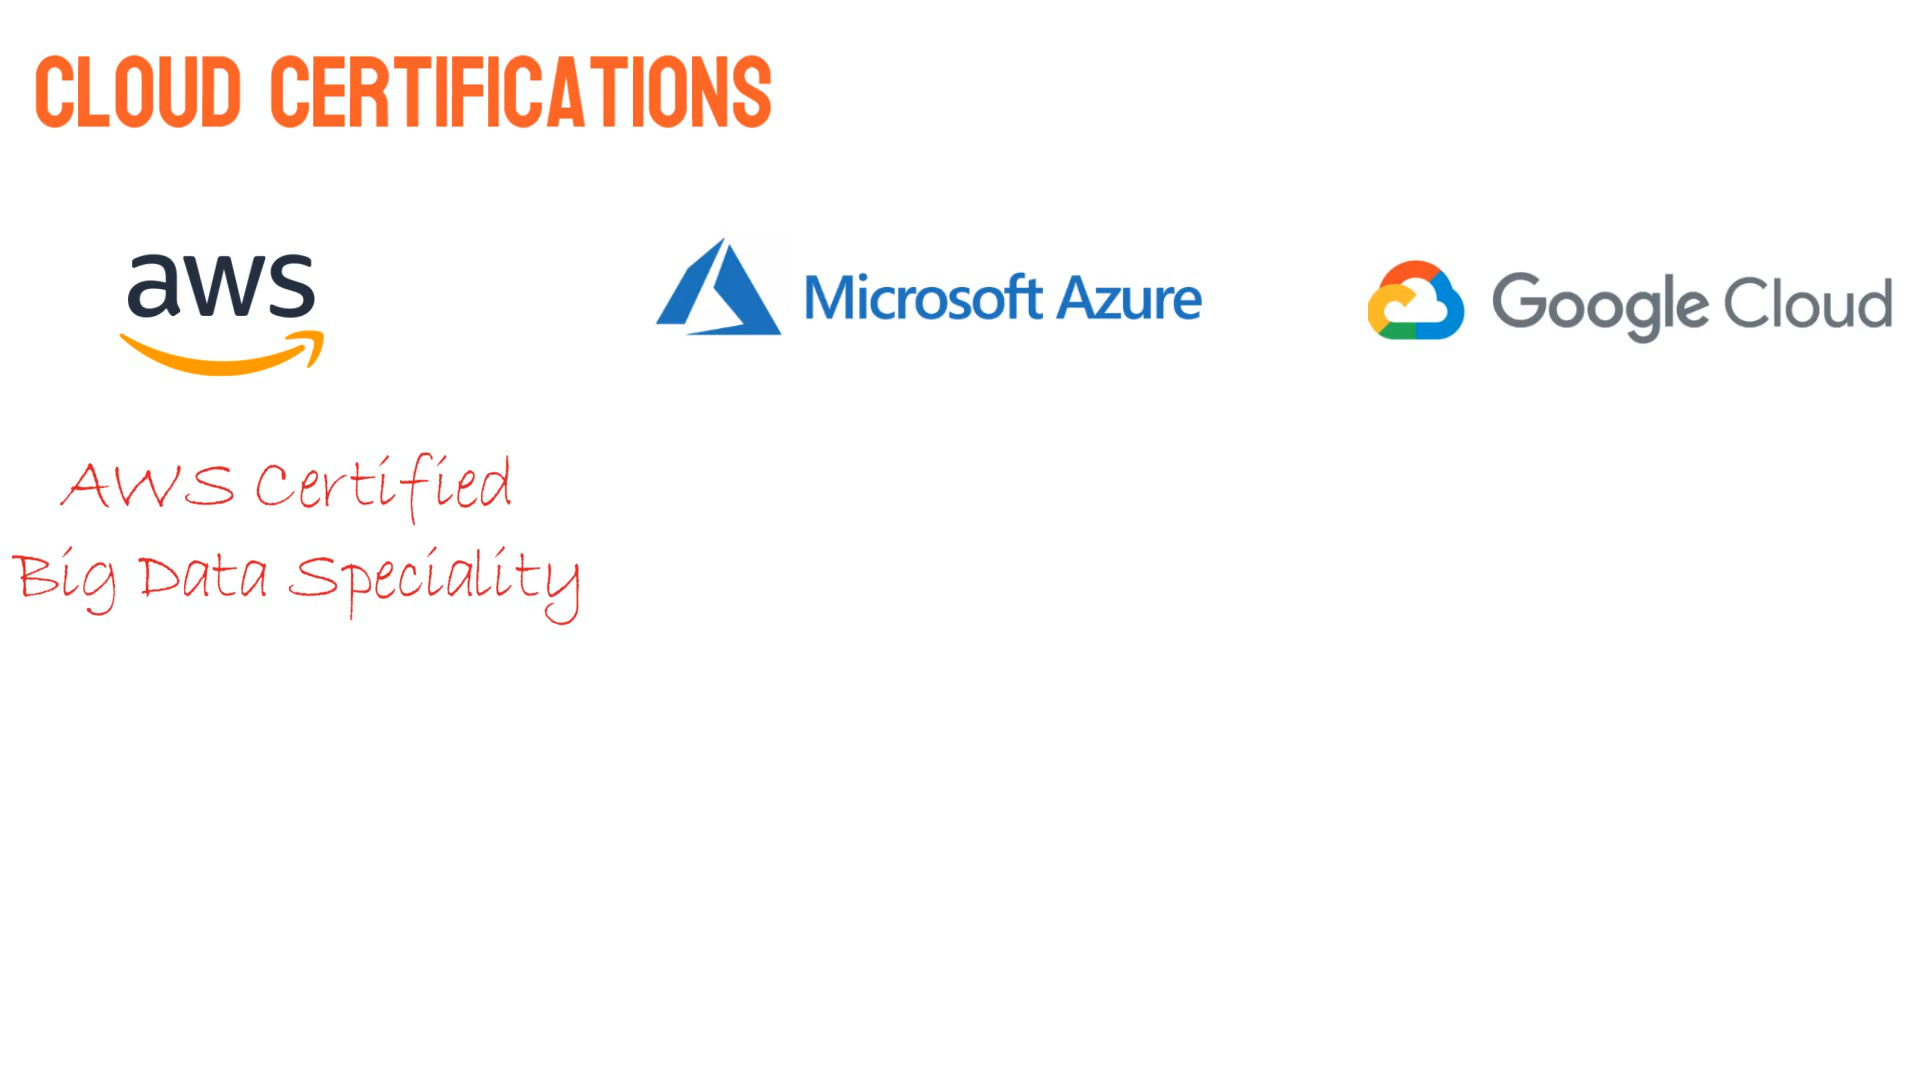 CLOUD CERTIFICATIONS
aws
Microsoft Azure
Google Cloud
AWS Certified
Big Data Speciality